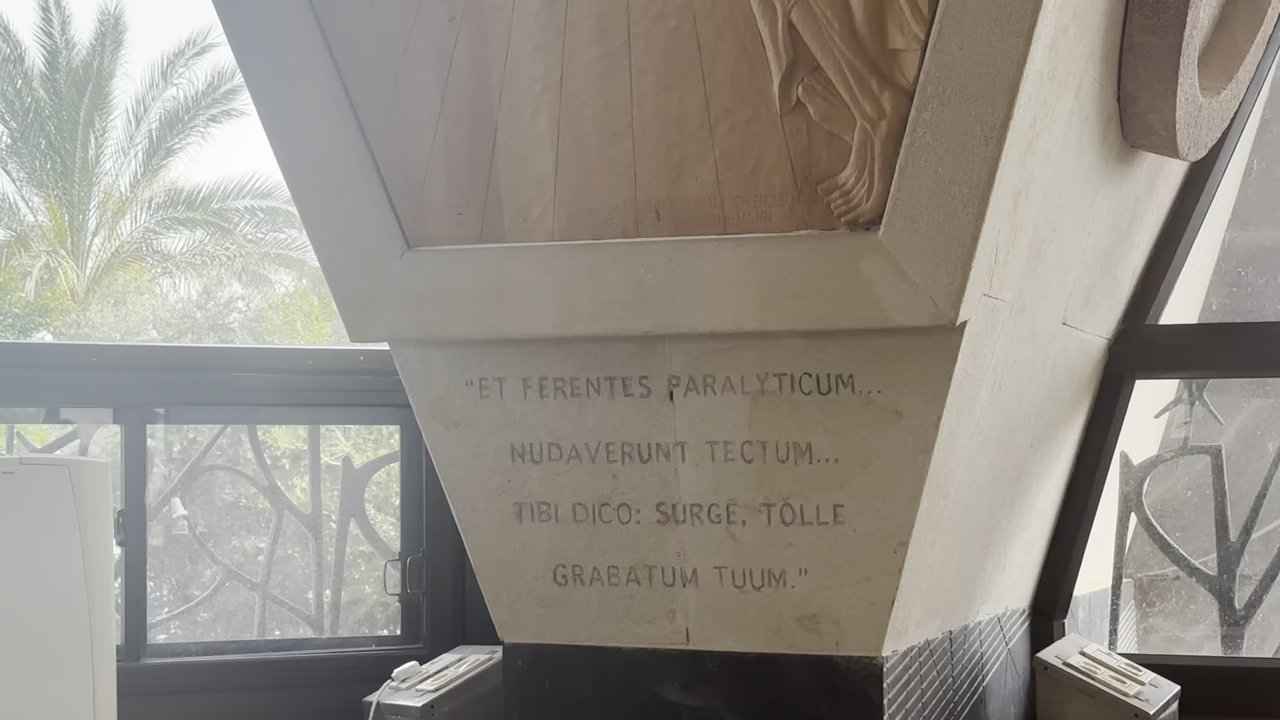 "ET FERENTES PARALYTICUM...
NUDAVERUNT TECTUM...
TIBI DICO: SURGE, TOLLE
GRABATUM TUUM."